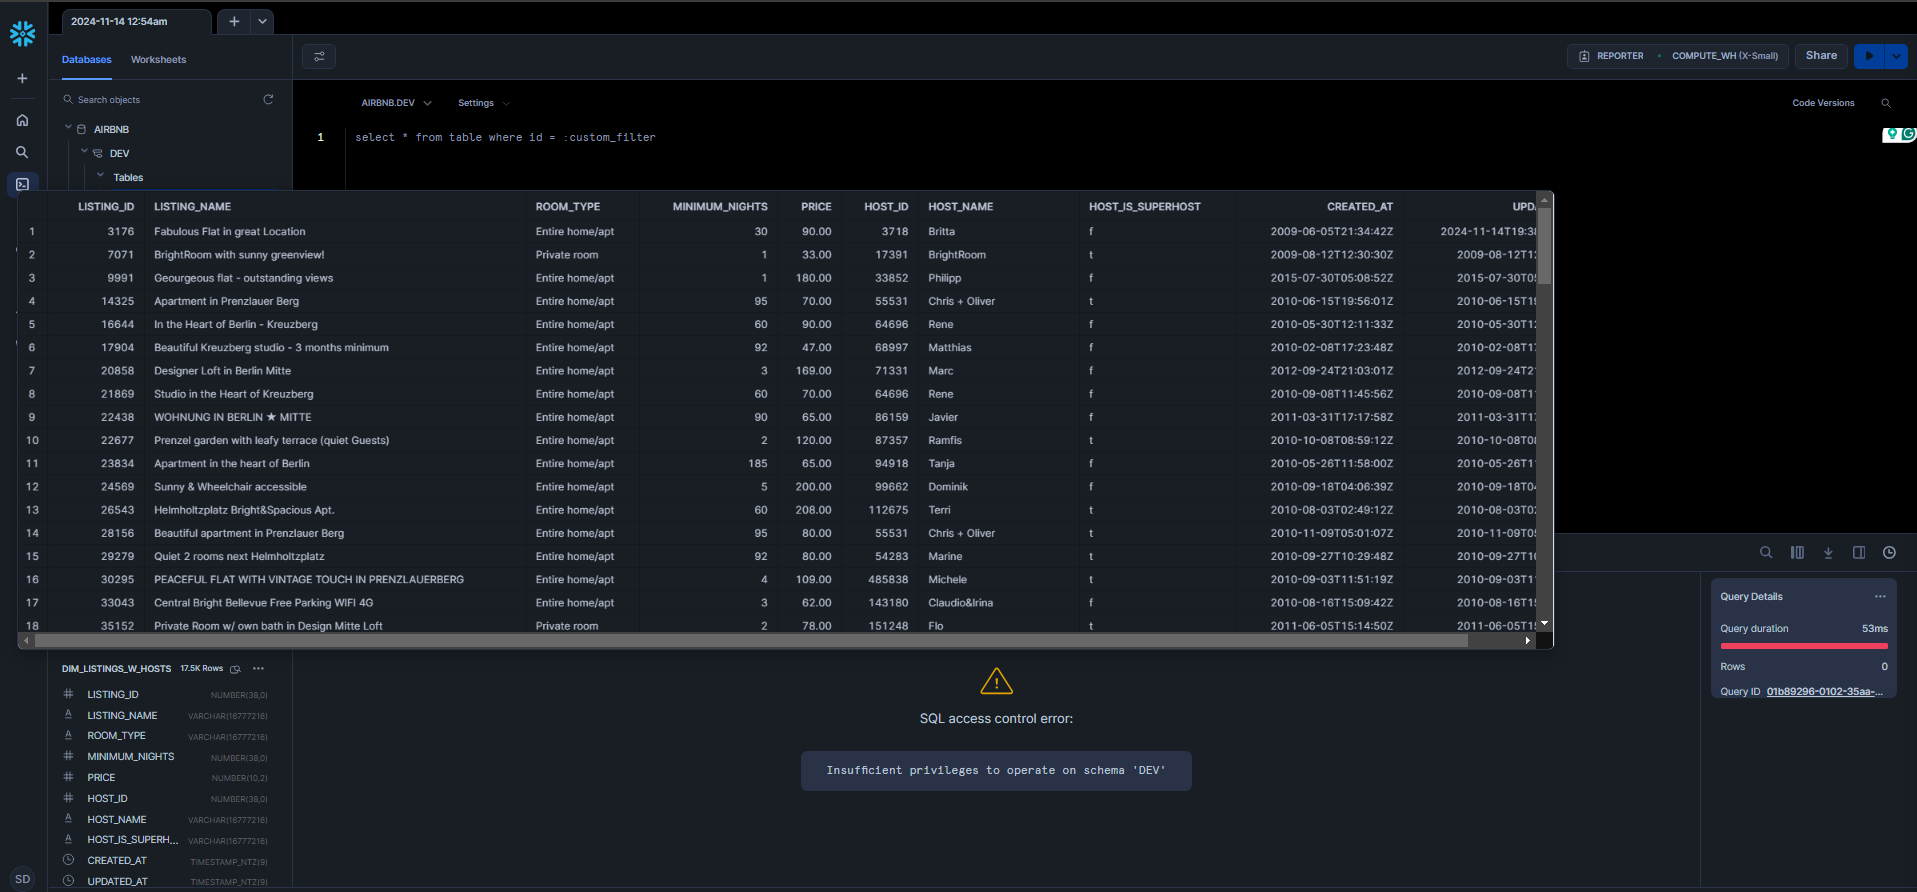 2024-11-14 12:54am
Databases Worksheets
REPORTER • COMPUTE_WH (X-Small) Share
Search objects
AIRBNB.DEV Settings Code Versions
AIRBNB
DEV
Tables
1 select * from table where id = :custom_filter
LISTING_ID LISTING_NAME ROOM_TYPE MINIMUM_NIGHTS PRICE HOST_ID HOST_NAME HOST_IS_SUPERHOST CREATED_AT UPDA
1 3176 Fabulous Flat in great Location Entire home/apt 30 90.00 3718 Britta f 2009-06-05T21:34:42Z 2024-11-14T19:38
2 7071 BrightRoom with sunny greenview! Private room 1 33.00 17391 BrightRoom t 2009-08-12T12:30:30Z 2009-08-12T12
3 9991 Geourgeous flat - outstanding views Entire home/apt 1 180.00 33852 Philipp f 2015-07-30T05:08:52Z 2015-07-30T05
4 14325 Apartment in Prenzlauer Berg Entire home/apt 95 70.00 55531 Chris + Oliver t 2010-06-15T19:56:01Z 2010-06-15T19
5 16644 In the Heart of Berlin - Kreuzberg Entire home/apt 60 90.00 64696 Rene f 2010-05-30T12:11:33Z 2010-05-30T12
6 17904 Beautiful Kreuzberg studio - 3 months minimum Entire home/apt 92 47.00 68997 Matthias f 2010-02-08T17:23:48Z 2010-02-08T17
7 20858 Designer Loft in Berlin Mitte Entire home/apt 3 169.00 71331 Marc f 2012-09-24T21:03:01Z 2012-09-24T2
8 21869 Studio in the Heart of Kreuzberg Entire home/apt 60 70.00 64696 Rene f 2010-09-08T11:45:56Z 2010-09-08T1
9 22438 WOHNUNG IN BERLIN ★ MITTE Entire home/apt 90 65.00 86159 Javier f 2011-03-31T17:17:58Z 2011-03-31T17
10 22677 Prenzel garden with leafy terrace (quiet Guests) Entire home/apt 2 120.00 87357 Ramfis t 2010-10-08T08:59:12Z 2010-10-08T08
11 23834 Apartment in the heart of Berlin Entire home/apt 185 65.00 94918 Tanja f 2010-05-26T11:58:00Z 2010-05-26T1
12 24569 Sunny & Wheelchair accessible Entire home/apt 5 200.00 99662 Dominik f 2010-09-18T04:06:39Z 2010-09-18T04
13 26543 Helmholtzplatz Bright&Spacious Apt. Entire home/apt 60 208.00 112675 Terri t 2010-08-03T02:49:12Z 2010-08-03T02
14 28156 Beautiful apartment in Prenzlauer Berg Entire home/apt 95 80.00 55531 Chris + Oliver t 2010-11-09T05:01:07Z 2010-11-09T05
15 29279 Quiet 2 rooms next Helmholtzplatz Entire home/apt 92 80.00 54283 Marine t 2010-09-27T10:29:48Z 2010-09-27T10
16 30295 PEACEFUL FLAT WITH VINTAGE TOUCH IN PRENZLAUERBERG Entire home/apt 4 109.00 485838 Michele t 2010-09-03T11:51:19Z 2010-09-03T1
17 33043 Central Bright Bellevue Free Parking WIFI 4G Entire home/apt 3 62.00 143180 Claudio&Irina f 2010-08-16T15:09:42Z 2010-08-16T15
18 35152 Private Room w/ own bath in Design Mitte Loft Private room 2 78.00 151248 Flo t 2011-06-05T15:14:50Z 2011-06-05T15
Query Details ...
Query duration 53ms
Rows 0
Query ID 01b89296-0102-35aa-...
DIM_LISTINGS_W_HOSTS 17.5K Rows ...
LISTING_ID NUMBER(38,0)
LISTING_NAME VARCHAR(16777216)
ROOM_TYPE VARCHAR(16777216)
MINIMUM_NIGHTS NUMBER(38,0)
PRICE NUMBER(10,2)
HOST_ID NUMBER(38,0)
HOST_NAME VARCHAR(16777216)
HOST_IS_SUPERH... VARCHAR(16777216)
CREATED_AT TIMESTAMP_NTZ(9)
UPDATED_AT TIMESTAMP_NTZ(9)
SQL access control error:
Insufficient privileges to operate on schema 'DEV'
SD